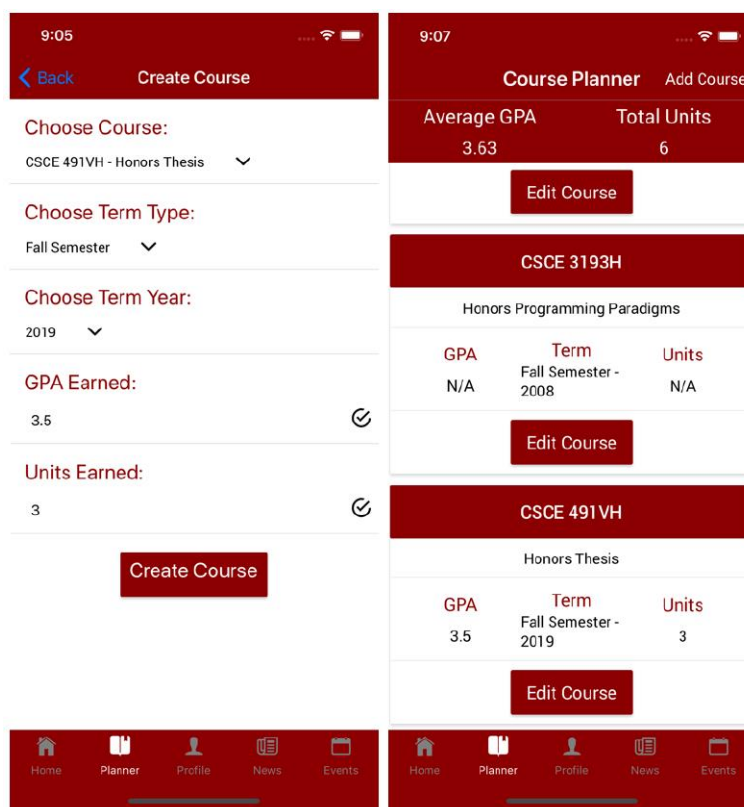 9:05
Back
Create Course
Choose Course:
CSCE 491VH - Honors Thesis
Choose Term Type:
Fall Semester
Choose Term Year:
2019
GPA Earned:
3.5
Units Earned:
3
Create Course
Home Planner Profile News Events
9:07
Course Planner Add Course
Average GPA Total Units
3.63 6
Edit Course
CSCE 3193H
Honors Programming Paradigms
GPA Term Units
N/A Fall Semester - N/A
2008
Edit Course
CSCE 491VH
Honors Thesis
GPA Term Units
3.5 Fall Semester - 3
2019
Edit Course
Home Planner Profile News Events